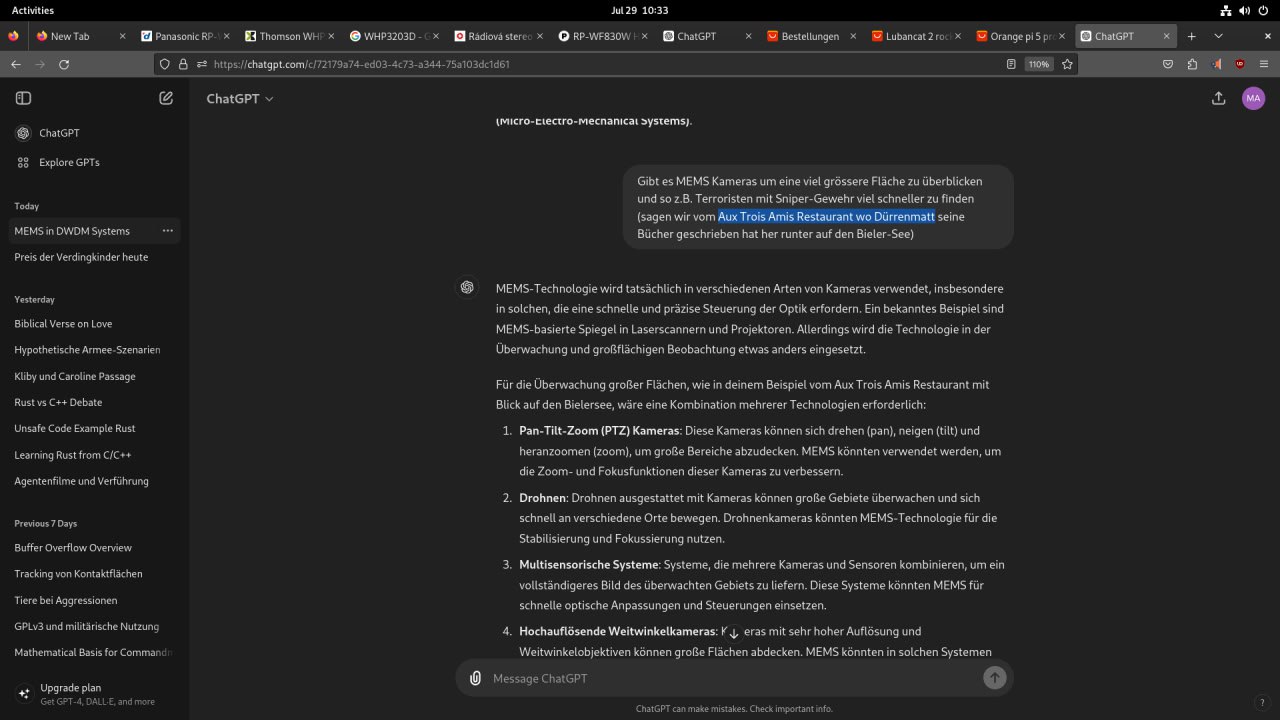 Activities
Jul 29 10:33
New Tab
Panasonic RP-
Thomson WHP
WHP3203D - G
Rádiová stereo
RP-WF830W H
ChatGPT
Bestellungen
Lubancat 2 roc
Orange pi 5 pr
ChatGPT
https://chatgpt.com/c/72179a74-ed03-4c73-a344-75a103dc1d61
110%
ChatGPT
Explore GPTs
Today
MEMS in DWDM Systems
Preis der Verdingkinder heute
Yesterday
Biblical Verse on Love
Hypothetische Armee-Szenarien
Kliby und Caroline Passage
Rust vs C++ Debate
Unsafe Code Example Rust
Learning Rust from C/C++
Agentenfilme und Verführung
Previous 7 Days
Buffer Overflow Overview
Tracking von Kontaktflächen
Tiere bei Aggressionen
GPLv3 und militärische Nutzung
Mathematical Basis for Commandn
Upgrade plan
Get GPT-4, DALL·E, and more
ChatGPT
MA
(Micro-Electro-Mechanical Systems).
Gibt es MEMS Kameras um eine viel grössere Fläche zu überblicken
und so z.B. Terroristen mit Sniper-Gewehr viel schneller zu finden
(sagen wir vom Aux Trois Amis Restaurant wo Dürrenmatt seine
Bücher geschrieben hat her runter auf den Bieler-See)
MEMS-Technologie wird tatsächlich in verschiedenen Arten von Kameras verwendet, insbesondere
in solchen, die eine schnelle und präzise Steuerung der Optik erfordern. Ein bekanntes Beispiel sind
MEMS-basierte Spiegel in Laserscannern und Projektoren. Allerdings wird die Technologie in der
Überwachung und großflächigen Beobachtung etwas anders eingesetzt.
Für die Überwachung großer Flächen, wie in deinem Beispiel vom Aux Trois Amis Restaurant mit
Blick auf den Bielersee, wäre eine Kombination mehrerer Technologien erforderlich:
1. Pan-Tilt-Zoom (PTZ) Kameras: Diese Kameras können sich drehen (pan), neigen (tilt) und
heranzoomen (zoom), um große Bereiche abzudecken. MEMS könnten verwendet werden, um
die Zoom- und Fokusfunktionen dieser Kameras zu verbessern.
2. Drohnen: Drohnen ausgestattet mit Kameras können große Gebiete überwachen und sich
schnell an verschiedene Orte bewegen. Drohnenkameras könnten MEMS-Technologie für die
Stabilisierung und Fokussierung nutzen.
3. Multisensorische Systeme: Systeme, die mehrere Kameras und Sensoren kombinieren, um ein
vollständigeres Bild des überwachten Gebiets zu liefern. Diese Systeme könnten MEMS für
schnelle optische Anpassungen und Steuerungen einsetzen.
4. Hochauflösende Weitwinkelkameras: K eras mit sehr hoher Auflösung und
Weitwinkelobjektiven können große Flächen abdecken. MEMS könnten in solchen Systemen
Message ChatGPT
ChatGPT can make mistakes. Check important info.
?